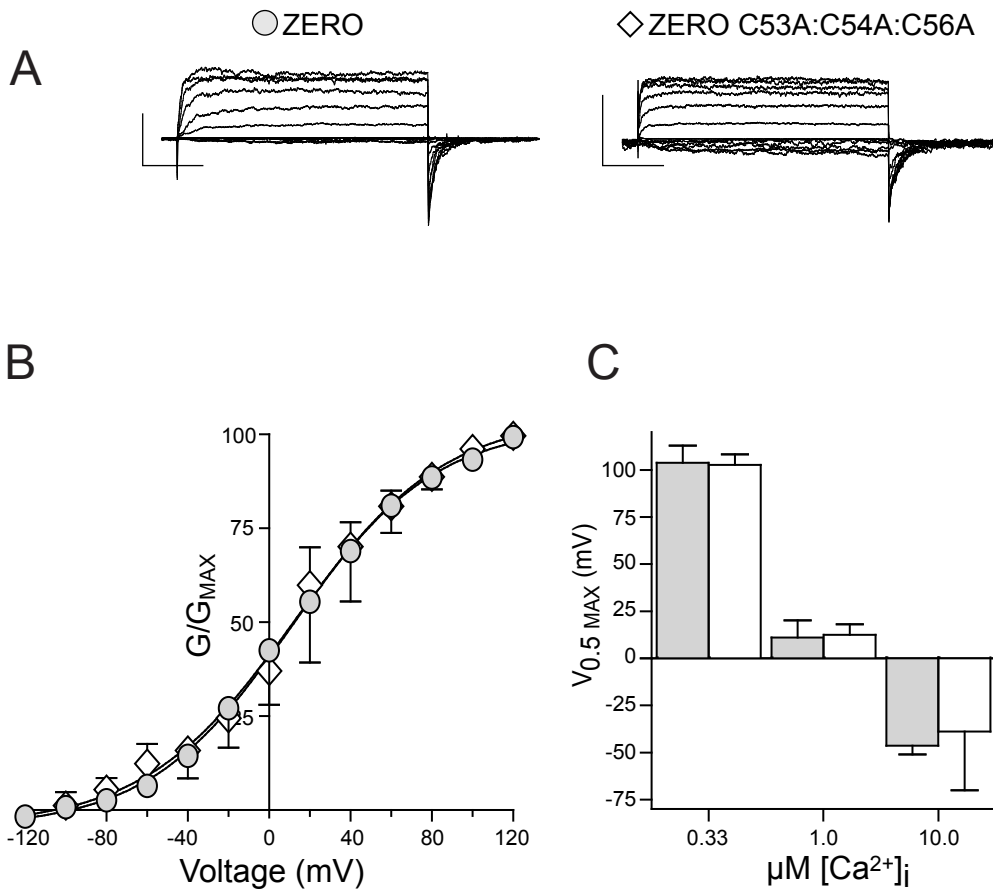 ZERO
ZERO C53A:C54A:C56A
A
B
C
100
75
50
25
G/GMAX
-120
-80
-40
0
40
80
120
Voltage (mV)
100
75
50
25
0
-25
-50
-75
V0.5 MAX (mV)
0.33
1.0
10.0
µM [Ca2+]i